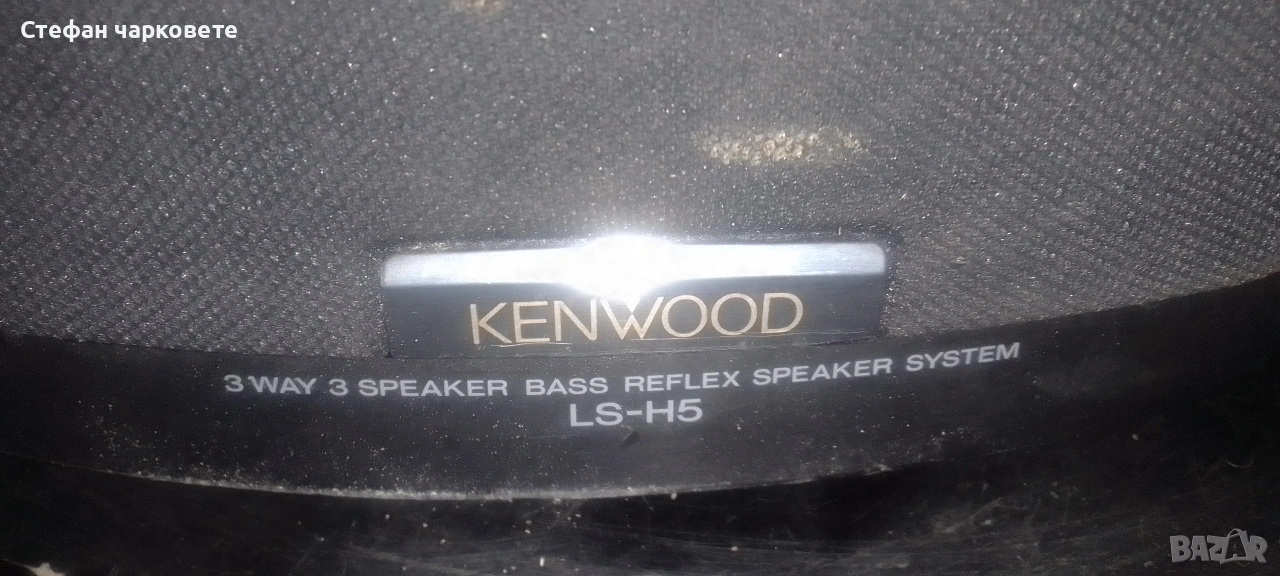 Стефан чарковете
KENWOOD
3 WAY 3 SPEAKER BASS REFLEX SPEAKER SYSTEM
LS-H5
BAZAR